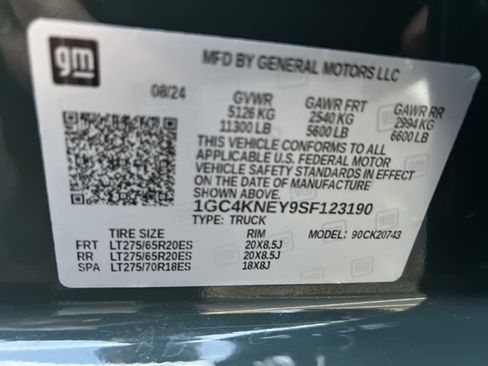 gm
MFD BY GENERAL MOTORS LLC
08/24
GVWR GAWR FRT GAWR RR
5126 KG 2540 KG 2994 KG
11300 LB 5600 LB 6600 LB
THIS VEHICLE CONFORMS TO ALL
APPLICABLE U.S. FEDERAL MOTOR
VEHICLE SAFETY STANDARDS IN EFFECT
ON THE DATE OF MANUFACTURE
SHOWN ABOVE.
1GC4KNEY9SF123190
TYPE: TRUCK
TIRE SIZE RIM MODEL: 90CK20743
FRT LT275/65R20ES 20X8.5J
RR LT275/65R20ES 20X8.5J
SPA LT275/70R18ES 18X8J